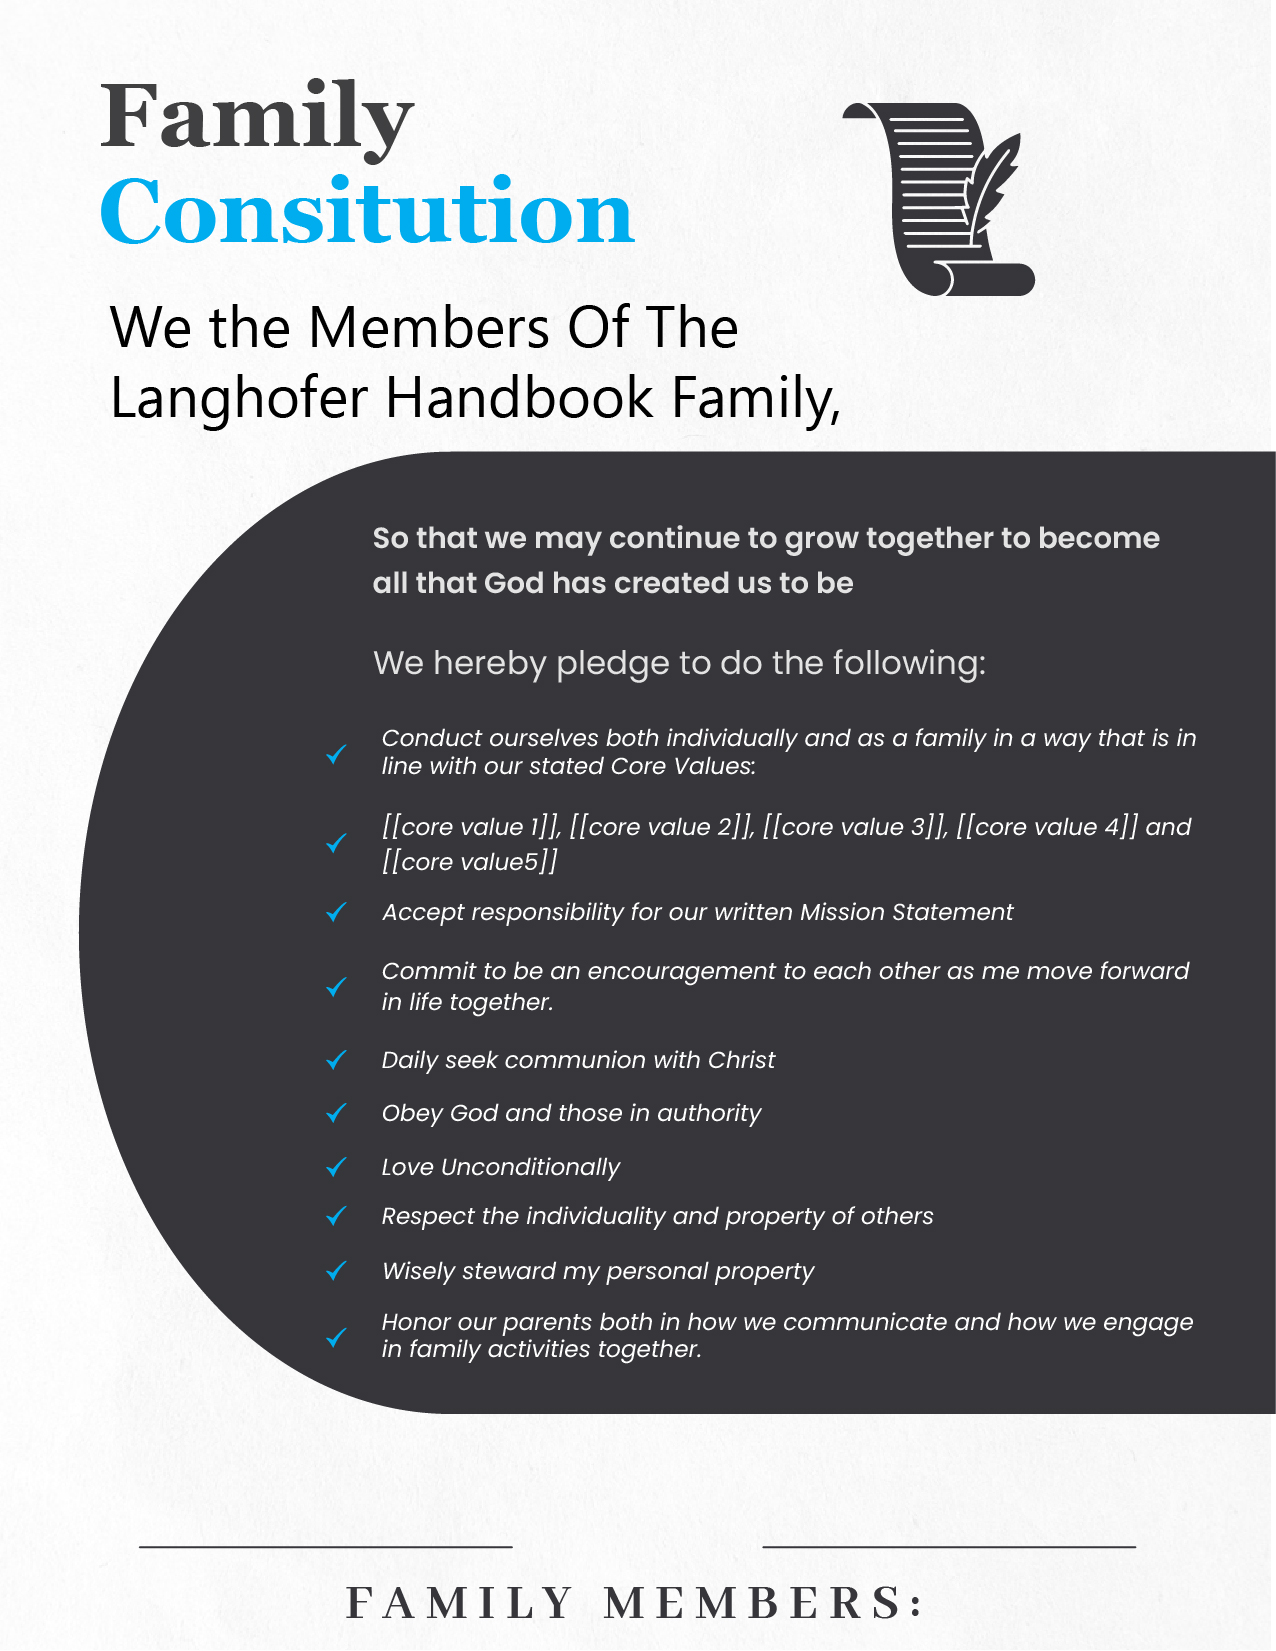 Family
Consitution
We the Members Of The
Langhofer Handbook Family,
So that we may continue to grow together to become
all that God has created us to be
We hereby pledge to do the following:
Conduct ourselves both individually and as a family in a way that is in
line with our stated Core Values:
[[core value 1]], [[core value 2]], [[core value 3]], [[core value 4]] and
[[core value5]]
Accept responsibility for our written Mission Statement
Commit to be an encouragement to each other as me move forward
in life together.
Daily seek communion with Christ
Obey God and those in authority
Love Unconditionally
Respect the individuality and property of others
Wisely steward my personal property
Honor our parents both in how we communicate and how we engage
in family activities together.
FAMILY MEMBERS: